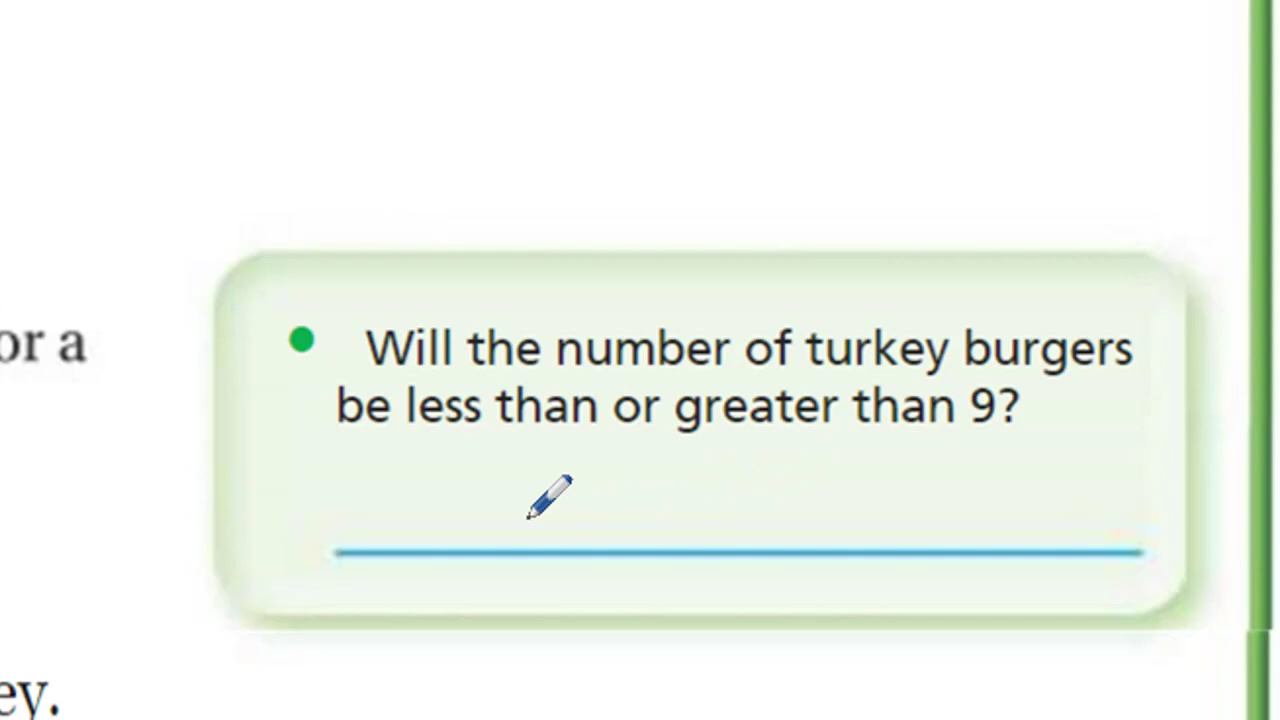 or a
Will the number of turkey burgers
be less than or greater than 9?
ey.